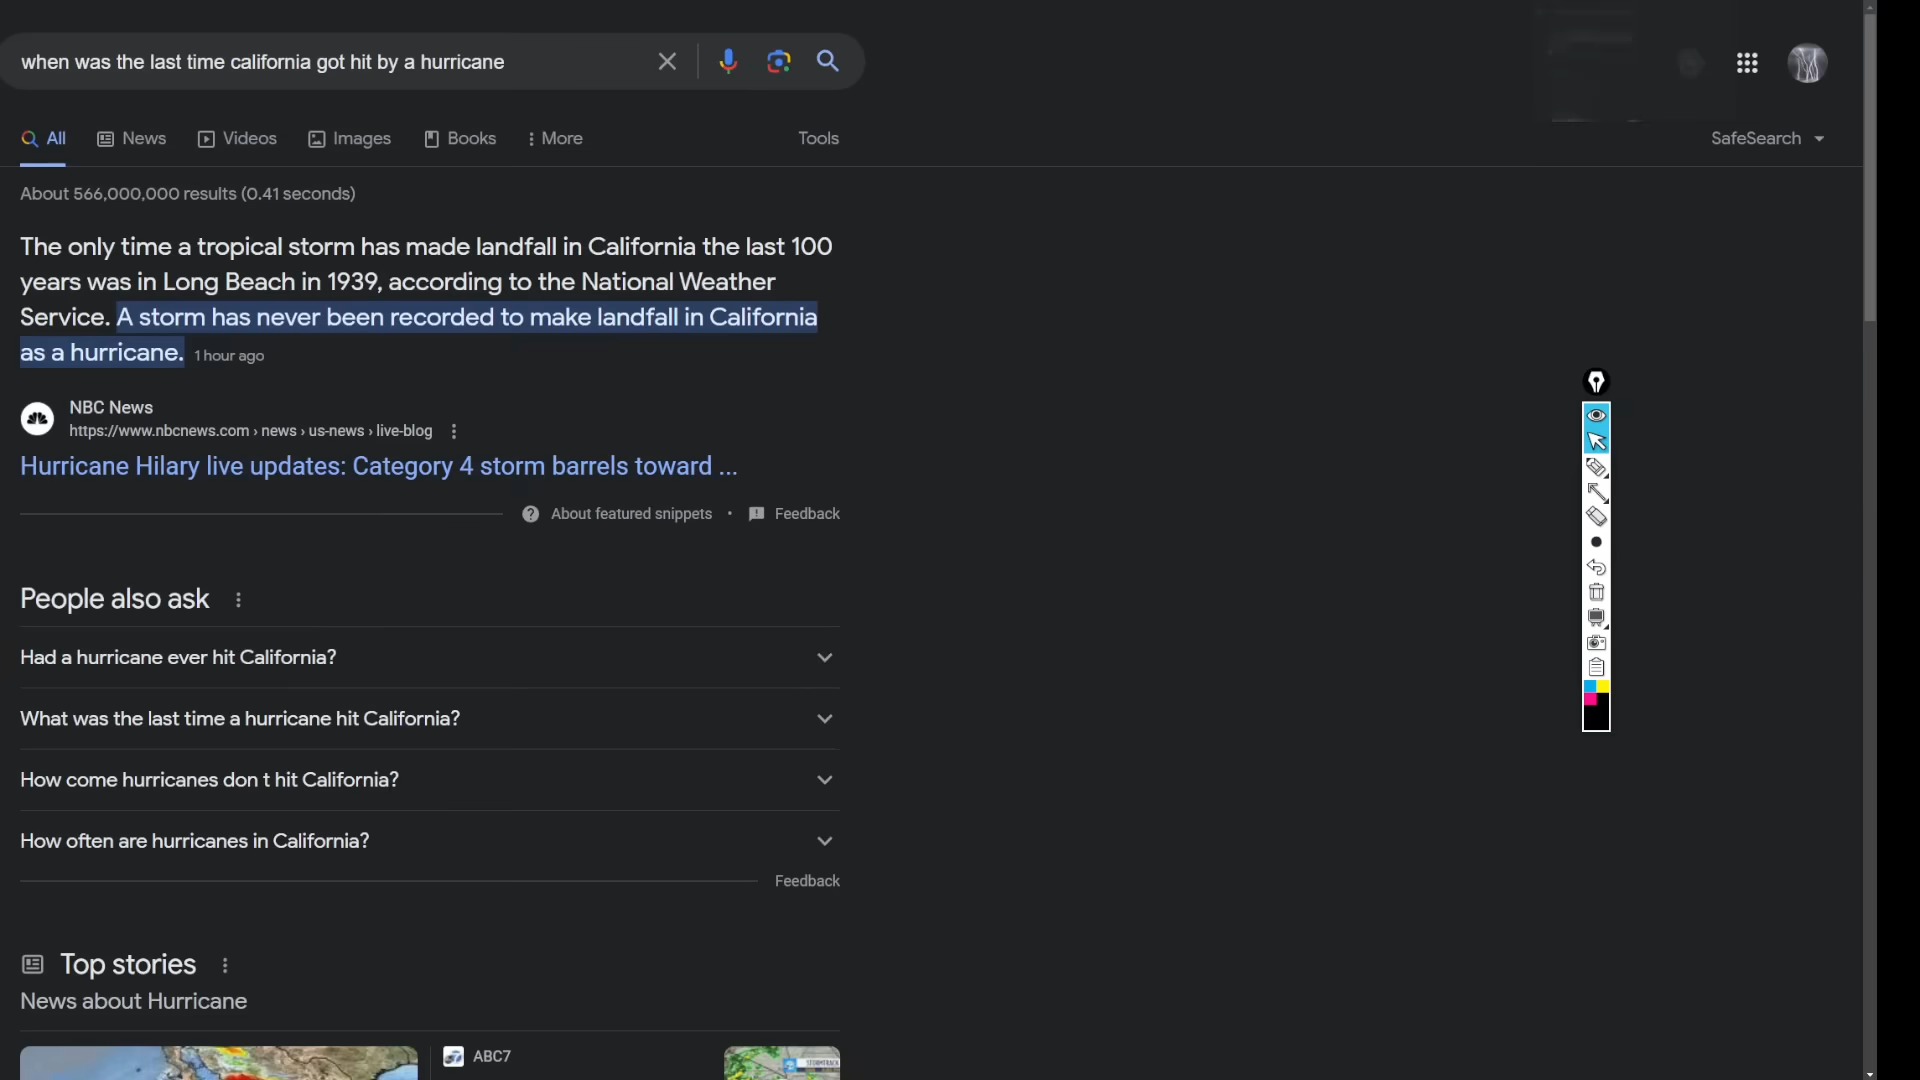 when was the last time california got hit by a hurricane
All
News
Videos
Images
Books
More
Tools
SafeSearch
About 566,000,000 results (0.41 seconds)
The only time a tropical storm has made landfall in California the last 100
years was in Long Beach in 1939, according to the National Weather
Service. A storm has never been recorded to make landfall in California
as a hurricane. 1 hour ago
NBC News
https://www.nbcnews.com › news › us-news › live-blog
Hurricane Hilary live updates: Category 4 storm barrels toward ...
About featured snippets • Feedback
People also ask
Had a hurricane ever hit California?
What was the last time a hurricane hit California?
How come hurricanes don t hit California?
How often are hurricanes in California?
Feedback
Top stories
News about Hurricane
ABC7